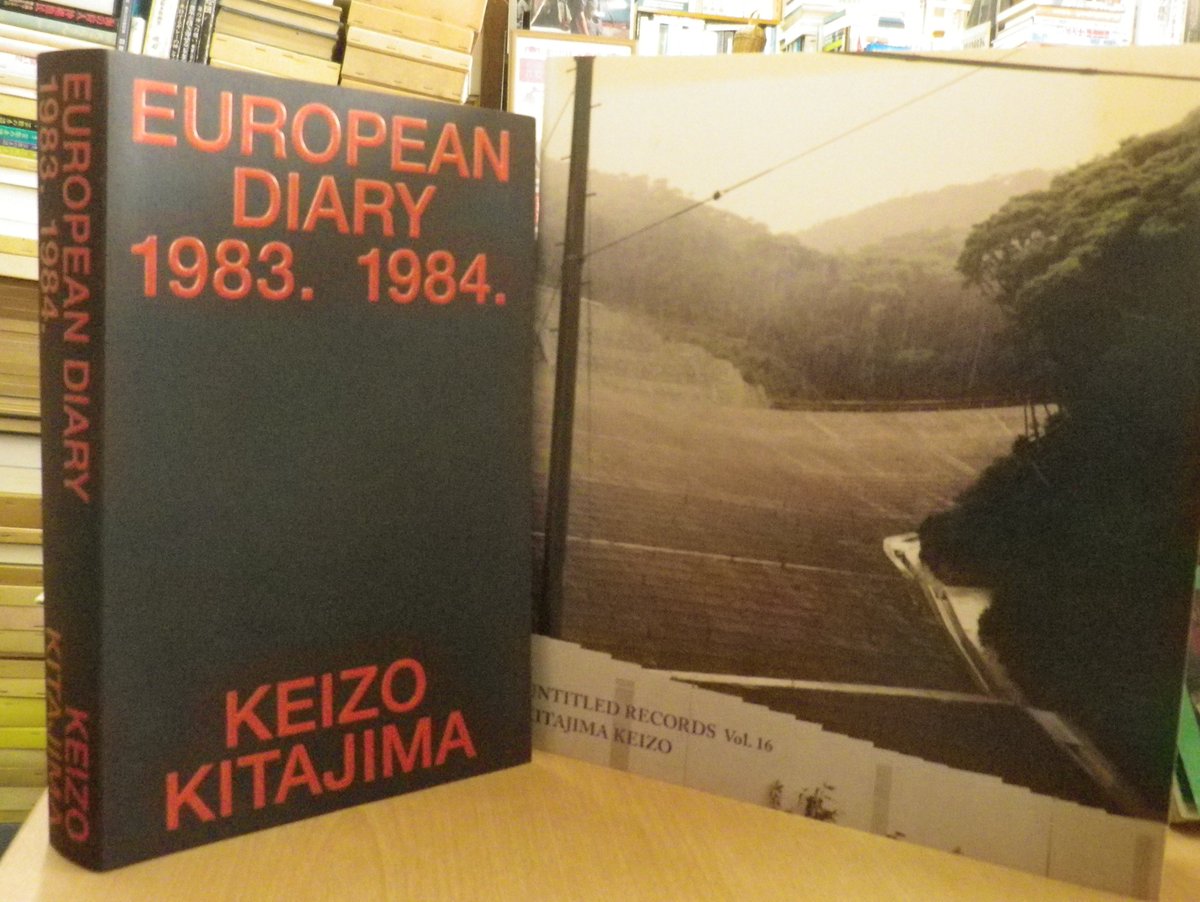 EUROPEAN DIARY
1983. 1984.
KEIZO
KITAJIMA
EUROPEAN
DIARY
1983. 1984.
KEIZO
KITAJIMA
UNTITLED RECORDS Vol. 16
KITAJIMA KEIZO